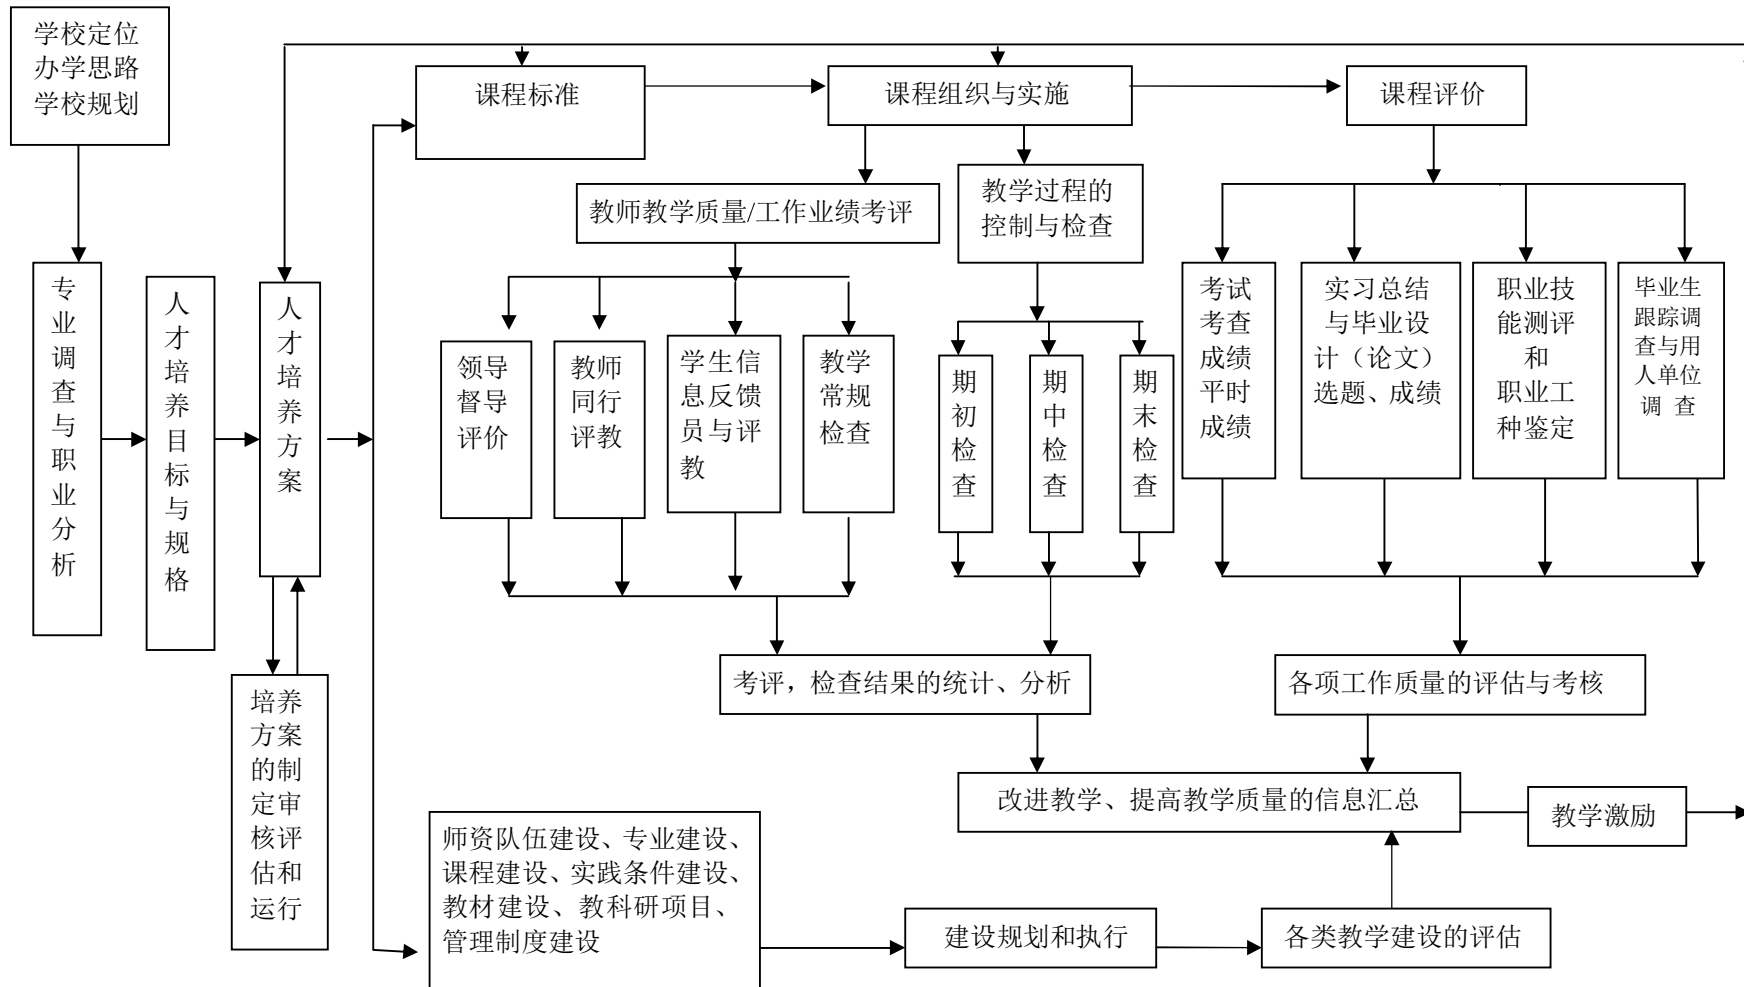 学校定位
办学思路
学校规划
课程标准
课程组织与实施
课程评价
教师教学质量/工作业绩考评
教学过程的
控制与检查
专业调查与职业分析
人才培养目标与规格
人才培养方案
领导
督导
评价
教师
同行
评教
学生信
息反馈
员与评
教
教学
常规
检查
期初检查
期中检查
期末检查
考试
考查
成绩
平时
成绩
实习总结
与毕业设
计（论文）
选题、成绩
职业技
能测评
和
职业工
种鉴定
毕业生
跟踪调
查与用
人单位
调 查
培养
方案
的制
定审
核评
估和
运行
考评，检查结果的统计、分析
各项工作质量的评估与考核
改进教学、提高教学质量的信息汇总
教学激励
师资队伍建设、专业建设、
课程建设、实践条件建设、
教材建设、教科研项目、
管理制度建设
建设规划和执行
各类教学建设的评估